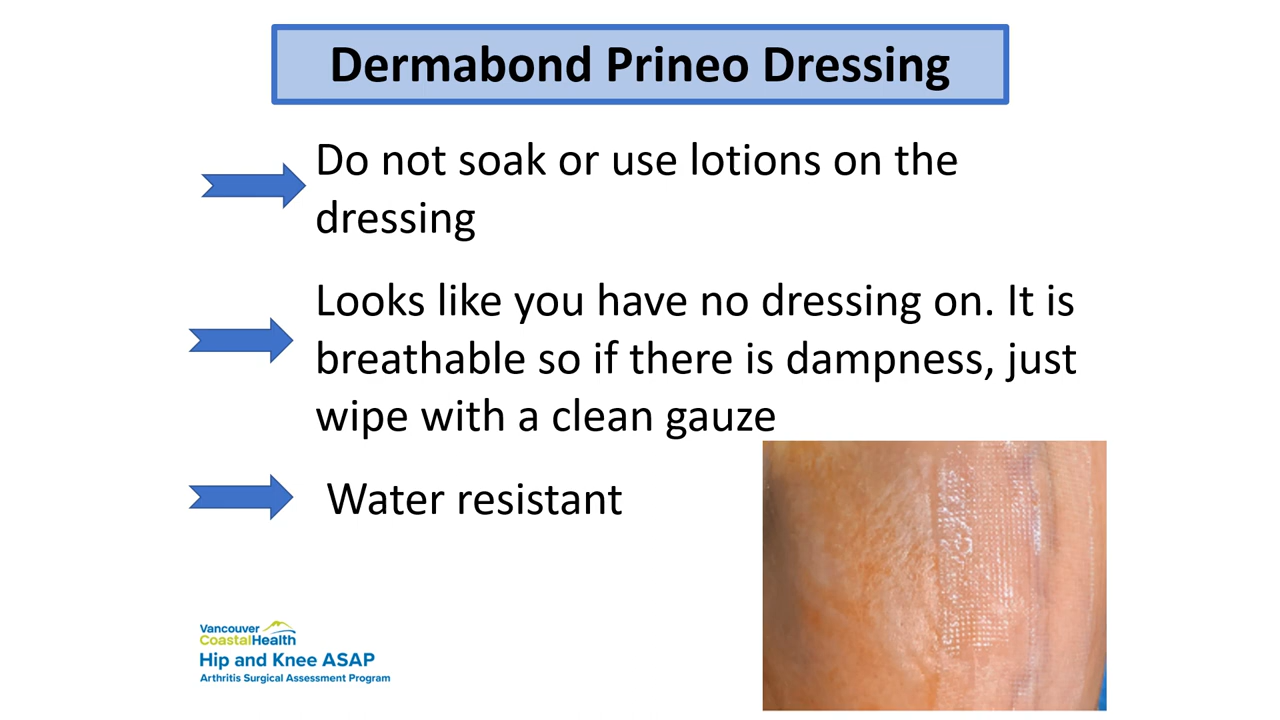 Dermabond Prineo Dressing
Do not soak or use lotions on the
dressing
Looks like you have no dressing on. It is
breathable so if there is dampness, just
wipe with a clean gauze
Water resistant
Vancouver
CoastalHealth
Hip and Knee ASAP
Arthritis Surgical Assessment Program